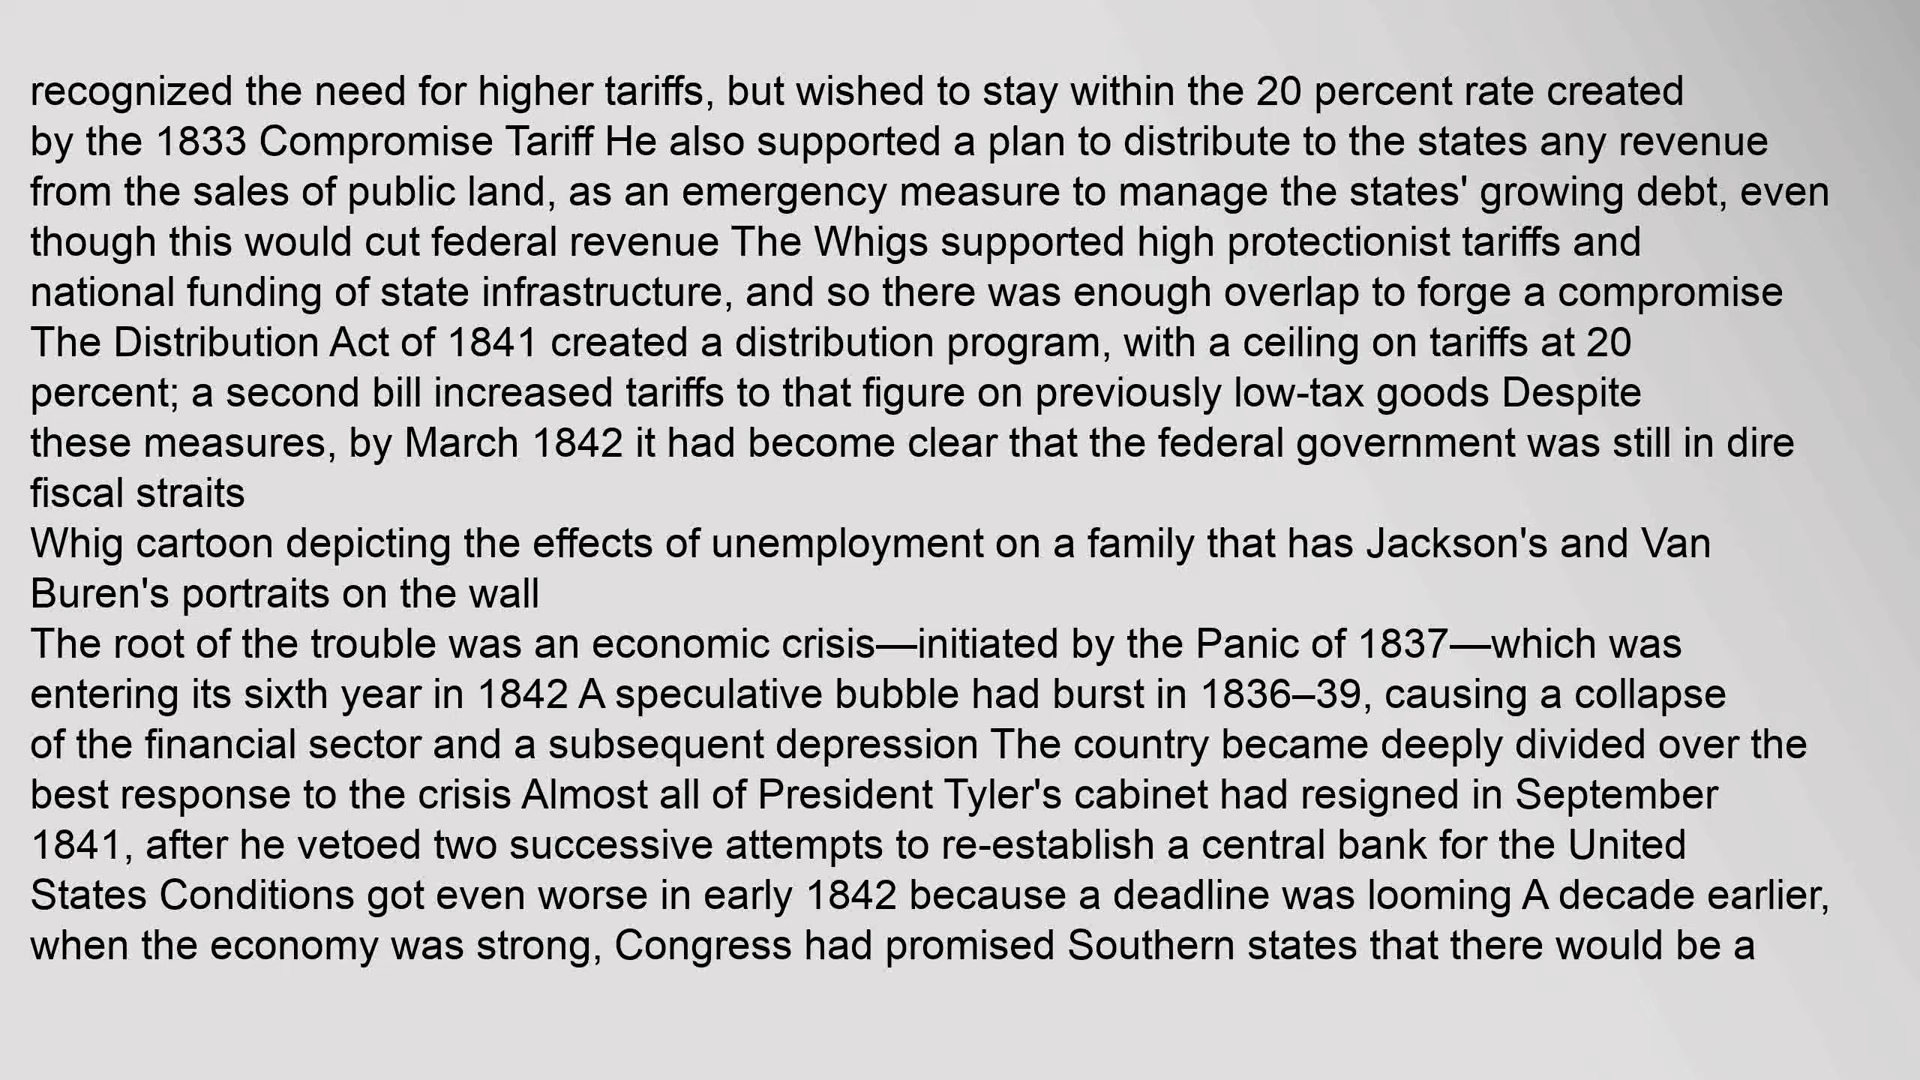 recognized the need for higher tariffs, but wished to stay within the 20 percent rate created
by the 1833 Compromise Tariff He also supported a plan to distribute to the states any revenue
from the sales of public land, as an emergency measure to manage the states' growing debt, even
though this would cut federal revenue The Whigs supported high protectionist tariffs and
national funding of state infrastructure, and so there was enough overlap to forge a compromise
The Distribution Act of 1841 created a distribution program, with a ceiling on tariffs at 20
percent; a second bill increased tariffs to that figure on previously low-tax goods Despite
these measures, by March 1842 it had become clear that the federal government was still in dire
fiscal straits
Whig cartoon depicting the effects of unemployment on a family that has Jackson's and Van
Buren's portraits on the wall
The root of the trouble was an economic crisis—initiated by the Panic of 1837—which was
entering its sixth year in 1842 A speculative bubble had burst in 1836–39, causing a collapse
of the financial sector and a subsequent depression The country became deeply divided over the
best response to the crisis Almost all of President Tyler's cabinet had resigned in September
1841, after he vetoed two successive attempts to re-establish a central bank for the United
States Conditions got even worse in early 1842 because a deadline was looming A decade earlier,
when the economy was strong, Congress had promised Southern states that there would be a